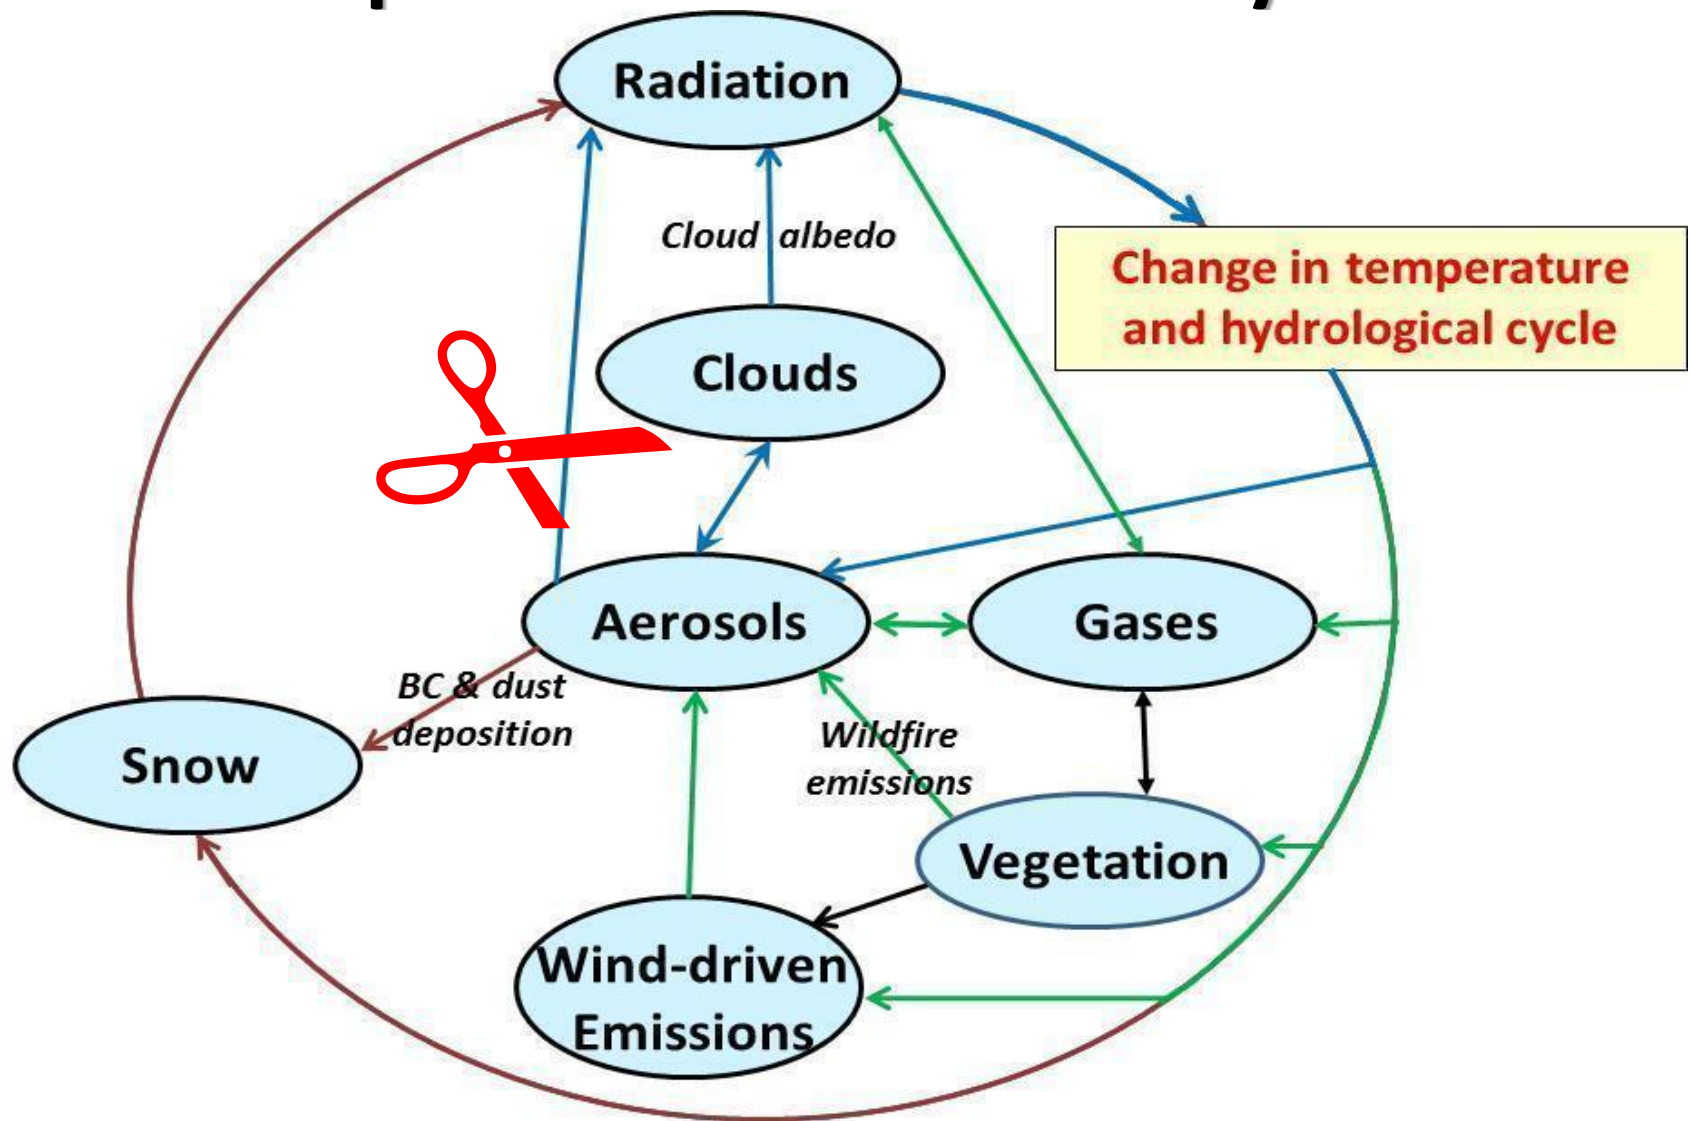 Radiation
Cloud albedo
Change in temperature
and hydrological cycle
Clouds
Aerosols
Gases
BC & dust
deposition
Wildfire
emissions
Snow
Vegetation
Wind-driven
Emissions